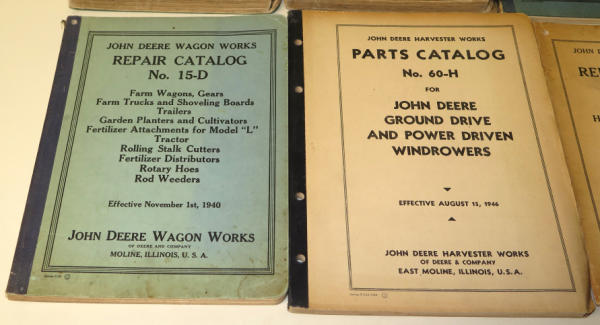 JOHN DEERE WAGON WORKS
REPAIR CATALOG
No. 15-D
Farm Wagons, Gears
Farm Trucks and Shoveling Boards
Trailers
Garden Planters and Cultivators
Fertilizer Attachments for Model "L"
Tractor
Rolling Stalk Cutters
Fertilizer Distributors
Rotary Hoes
Rod Weeders
Effective November 1st, 1940
JOHN DEERE WAGON WORKS
OF DEERE AND COMPANY
MOLINE, ILLINOIS, U. S. A.
JOHN DEERE HARVESTER WORKS
PARTS CATALOG
No. 60-H
FOR
JOHN DEERE
GROUND DRIVE
AND POWER DRIVEN
WINDROWERS
EFFECTIVE AUGUST 15, 1946
JOHN DEERE HARVESTER WORKS
OF DEERE & COMPANY
EAST MOLINE, ILLINOIS, U.S.A.
JOHN D
RE
H